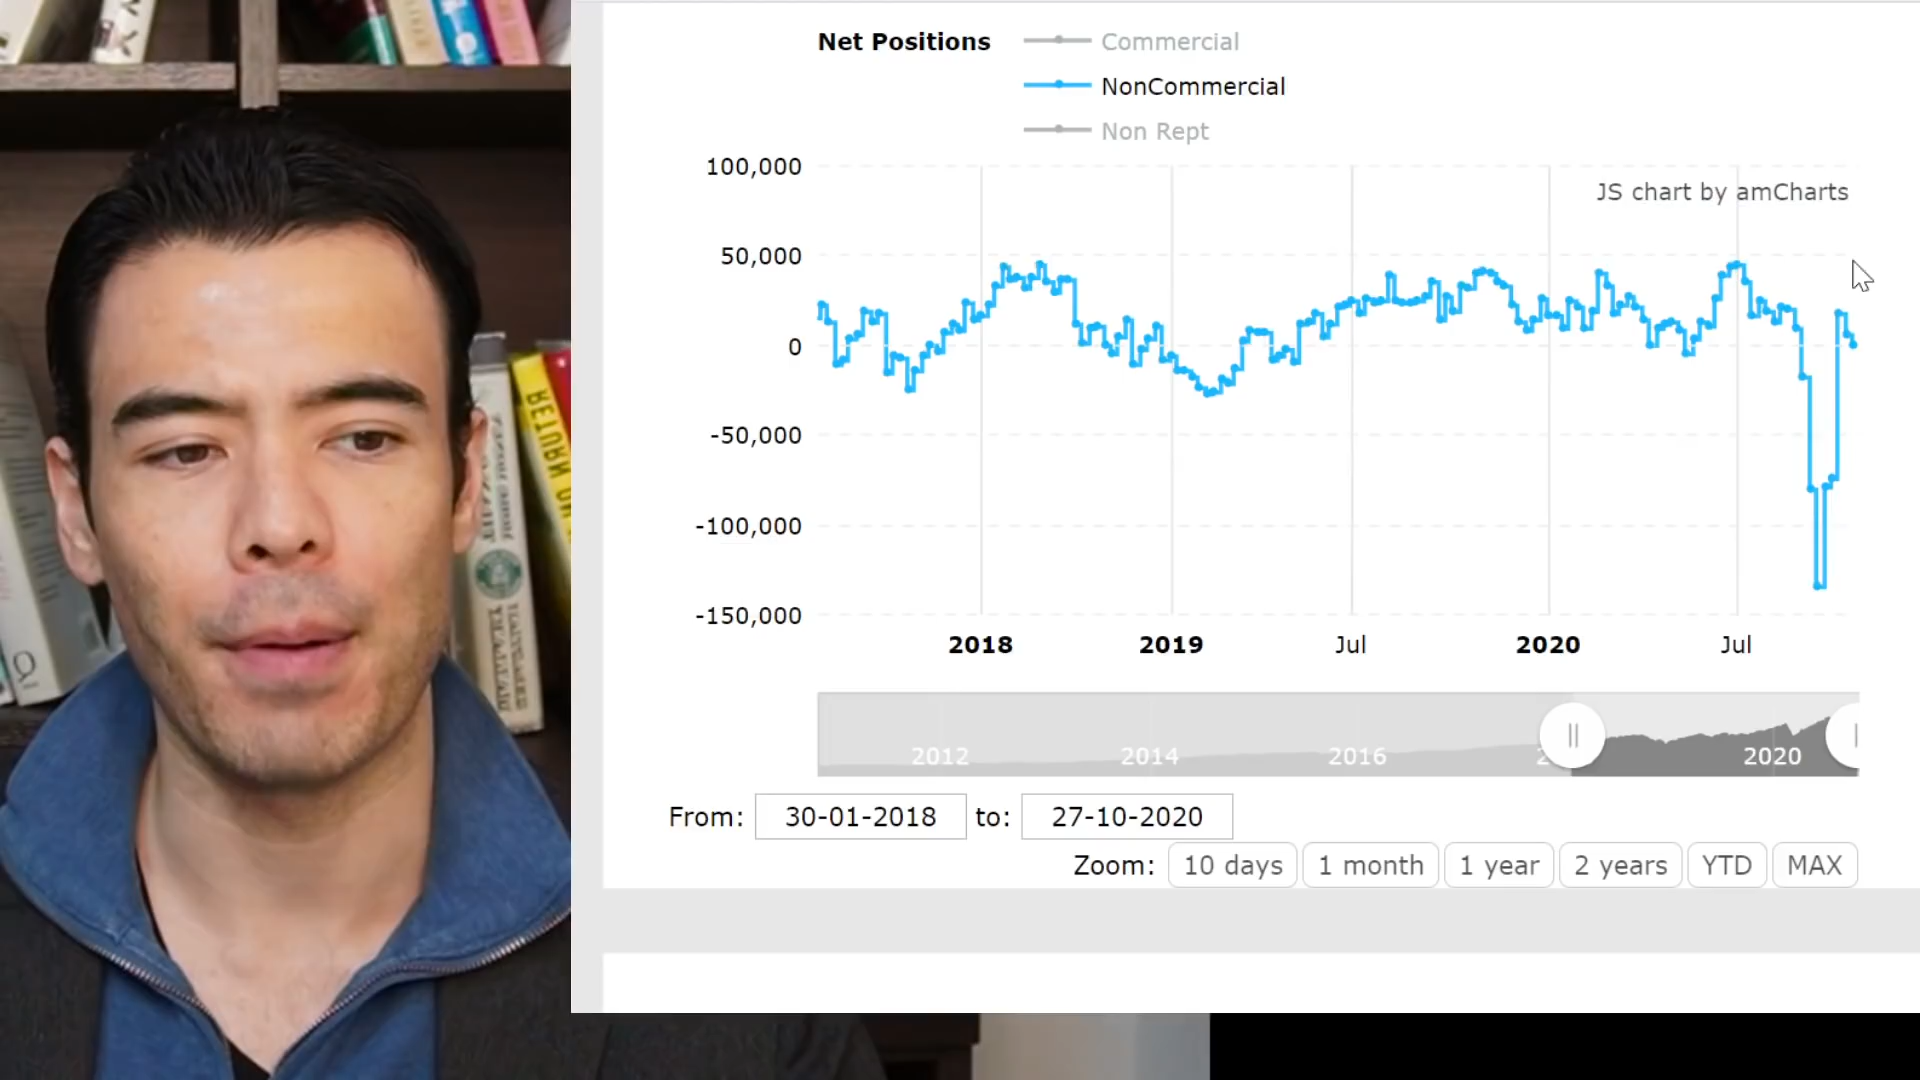 Net Positions
Commercial
NonCommercial
Non Rept
100,000
JS chart by amCharts
50,000
0
-50,000
-100,000
-150,000
2018 2019 Jul 2020 Jul
2012 2014 2016 2020
From: 30-01-2018 to: 27-10-2020
Zoom: 10 days 1 month 1 year 2 years YTD MAX